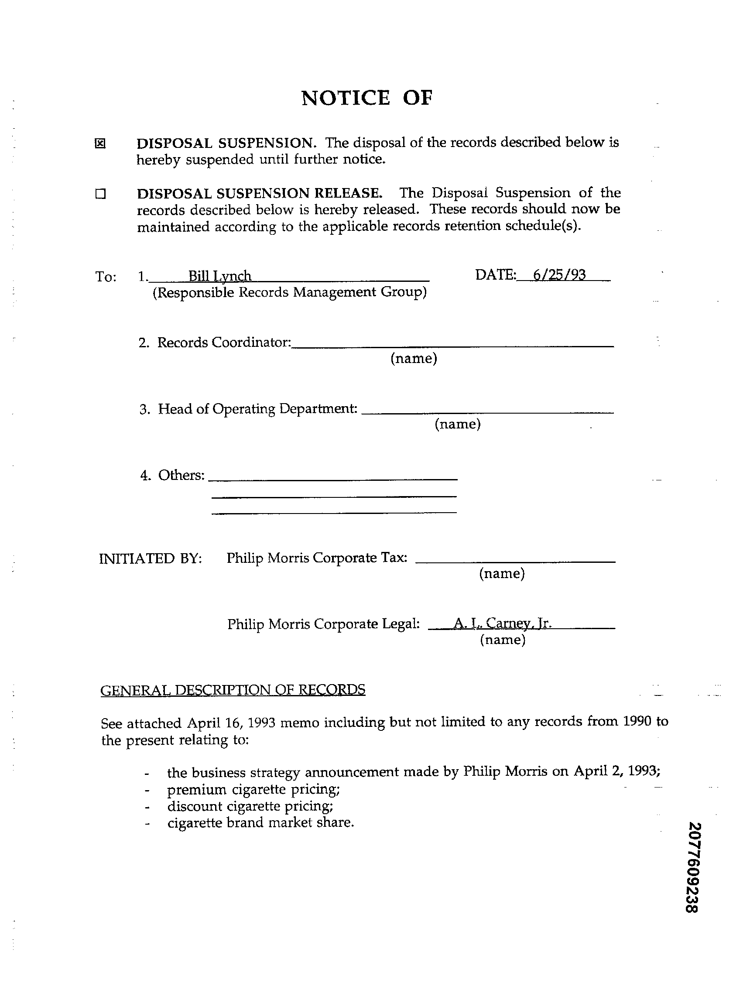 NOTICE OF
☒ DISPOSAL SUSPENSION. The disposal of the records described below is
hereby suspended until further notice.
☐ DISPOSAL SUSPENSION RELEASE. The Disposal Suspension of the
records described below is hereby released. These records should now be
maintained according to the applicable records retention schedule(s).
To: 1. Bill Lynch DATE: 6/25/93
(Responsible Records Management Group)
2. Records Coordinator:
(name)
3. Head of Operating Department:
(name)
4. Others:
INITIATED BY: Philip Morris Corporate Tax:
(name)
Philip Morris Corporate Legal: A. L. Carney, Jr.
(name)
GENERAL DESCRIPTION OF RECORDS
See attached April 16, 1993 memo including but not limited to any records from 1990 to
the present relating to:
- the business strategy announcement made by Philip Morris on April 2, 1993;
- premium cigarette pricing;
- discount cigarette pricing;
- cigarette brand market share.
2077609238